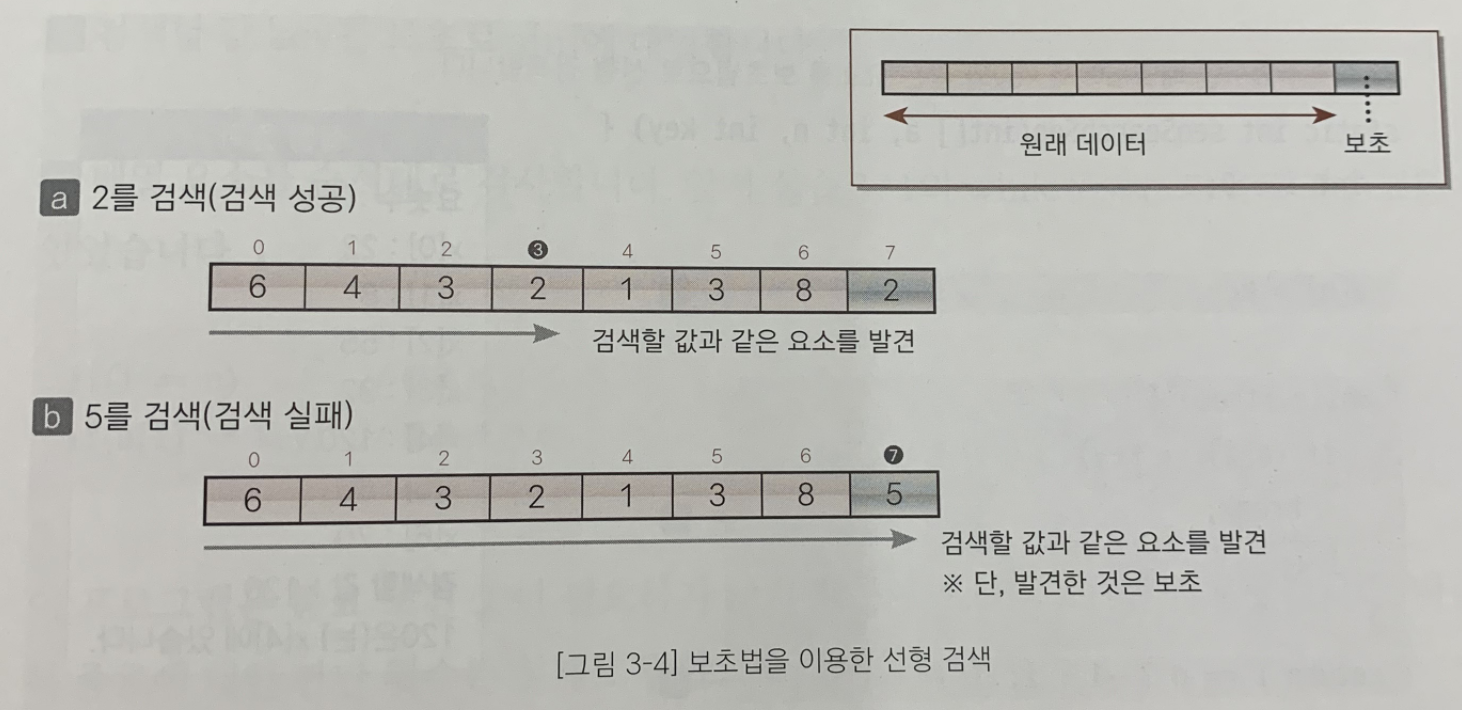 원래 데이터 보초
a 2를 검색(검색 성공)
0 1 2 ❸ 4 5 6 7
6 4 3 2 1 3 8 2
검색할 값과 같은 요소를 발견
b 5를 검색(검색 실패)
0 1 2 3 4 5 6 ❼
6 4 3 2 1 3 8 5
검색할 값과 같은 요소를 발견
※ 단, 발견한 것은 보초
[그림 3-4] 보초법을 이용한 선형 검색